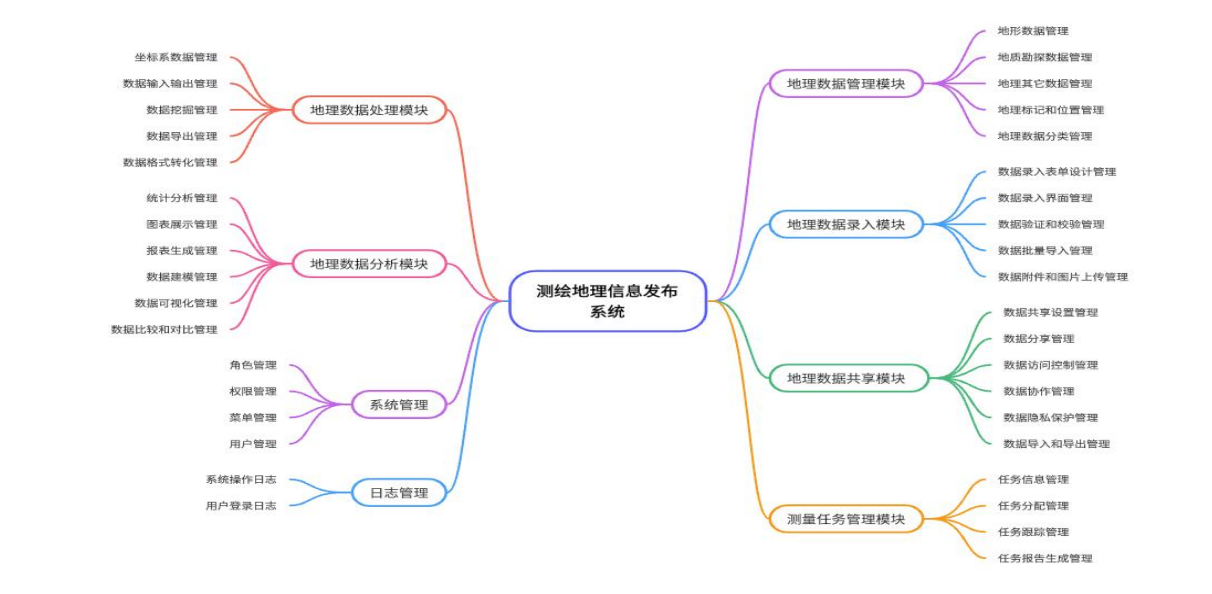 测绘地理信息发布
系统
地理数据处理模块
坐标系数据管理
数据输入输出管理
数据挖掘管理
数据导出管理
数据格式转化管理
地理数据分析模块
统计分析管理
图表展示管理
报表生成管理
数据建模管理
数据可视化管理
数据比较和对比管理
系统管理
角色管理
权限管理
菜单管理
用户管理
日志管理
系统操作日志
用户登录日志
地理数据管理模块
地形数据管理
地质勘探数据管理
地理其它数据管理
地理标记和位置管理
地理数据分类管理
地理数据录入模块
数据录入表单设计管理
数据录入界面管理
数据验证和校验管理
数据批量导入管理
数据附件和图片上传管理
地理数据共享模块
数据共享设置管理
数据分享管理
数据访问控制管理
数据协作管理
数据隐私保护管理
数据导入和导出管理
测量任务管理模块
任务信息管理
任务分配管理
任务跟踪管理
任务报告生成管理